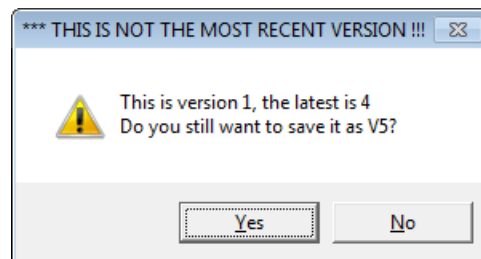 *** THIS IS NOT THE MOST RECENT VERSION !!!
This is version 1, the latest is 4
Do you still want to save it as V5?
Yes No